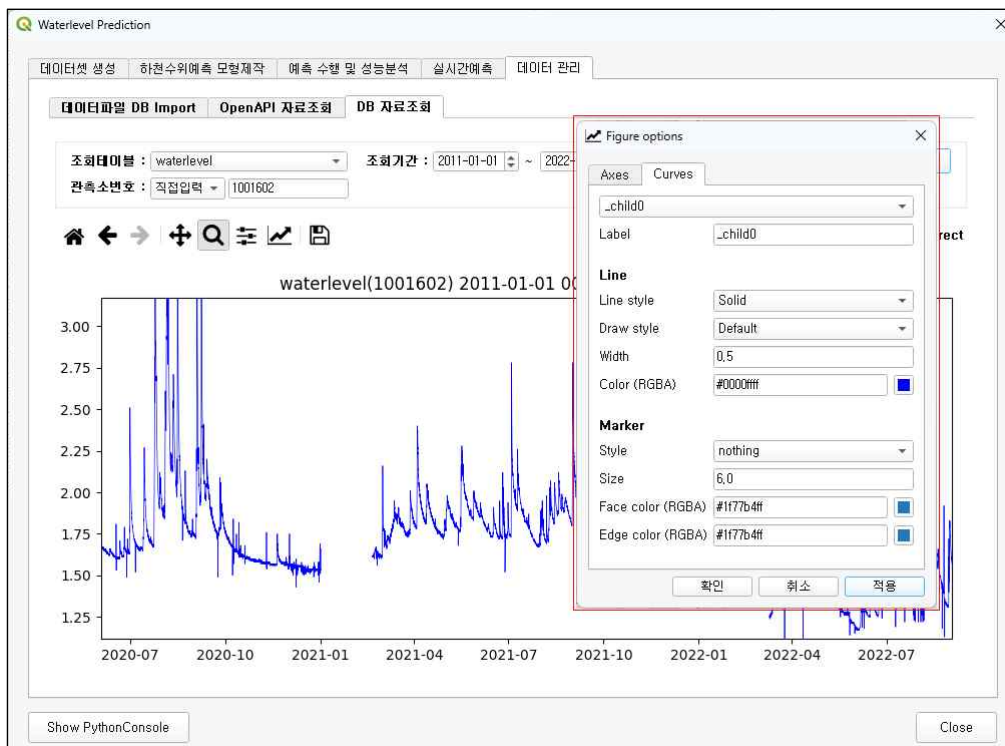 Waterlevel Prediction
데이터셋 생성 하천수위예측 모형제작 예측 수행 및 성능분석 실시간예측 데이터 관리
데이터파일 DB Import OpenAPI 자료조회 DB 자료조회
조회테이블 : waterlevel 조회기간 : 2011-01-01 ~ 2022-
관측소번호 : 직접입력 1001602
rect
waterlevel(1001602) 2011-01-01 00
3.00
2.75
2.50
2.25
2.00
1.75
1.50
1.25
2020-07 2020-10 2021-01 2021-04 2021-07 2021-10 2022-01 2022-04 2022-07
Figure options
Axes Curves
_child0
Label _child0
Line
Line style Solid
Draw style Default
Width 0,5
Color (RGBA) #0000ffff
Marker
Style nothing
Size 6,0
Face color (RGBA) #1f77b4ff
Edge color (RGBA) #1f77b4ff
확인 취소 적용
Show PythonConsole Close